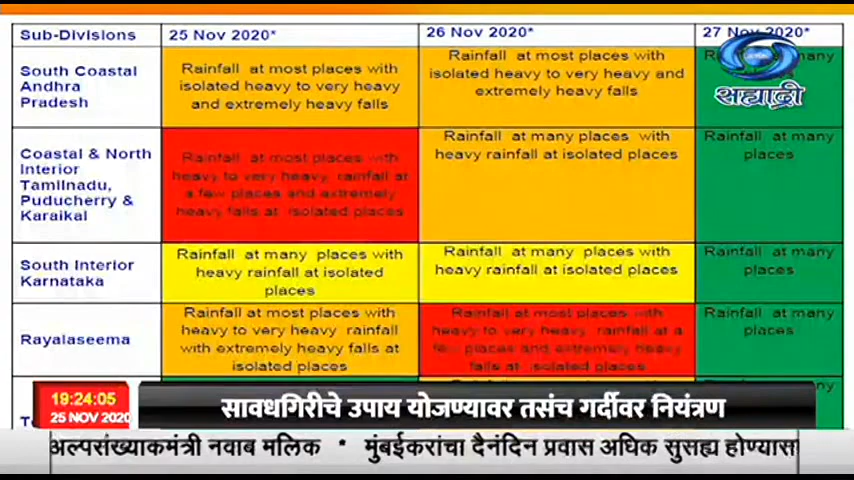 Sub-Divisions
25 Nov 2020*
26 Nov 2020*
27 Nov 2020*
South Coastal
Andhra
Pradesh
Rainfall at most places with
isolated heavy to very heavy
and extremely heavy falls
Rainfall at most places with
isolated heavy to very heavy and
extremely heavy falls
many
सह्याद्री
Coastal & North
Interior
Tamilnadu,
Puducherry &
Karaikal
Rainfall at most places with
heavy to very heavy rainfall at
a few places and extremely
heavy falls at isolated places
Rainfall at many places with
heavy rainfall at isolated places
Rainfall at many
places
South Interior
Karnataka
Rainfall at many places with
heavy rainfall at isolated
places
Rainfall at many places with
heavy rainfall at isolated places
Rainfall at many
places
Rayalaseema
Rainfall at most places with
heavy to very heavy rainfall
with extremely heavy falls at
isolated places
Rainfall at most places with
heavy to very heavy rainfall at a
few places and extremely heavy
falls at isolated places
Rainfall at many
places
19:24:05
25 NOV 2020
सावधगिरीचे उपाय योजण्यावर तसंच गर्दीवर नियंत्रण
अल्पसंख्याकमंत्री नवाब मलिक * मुंबईकरांचा दैनंदिन प्रवास अधिक सुसह्य होण्यास